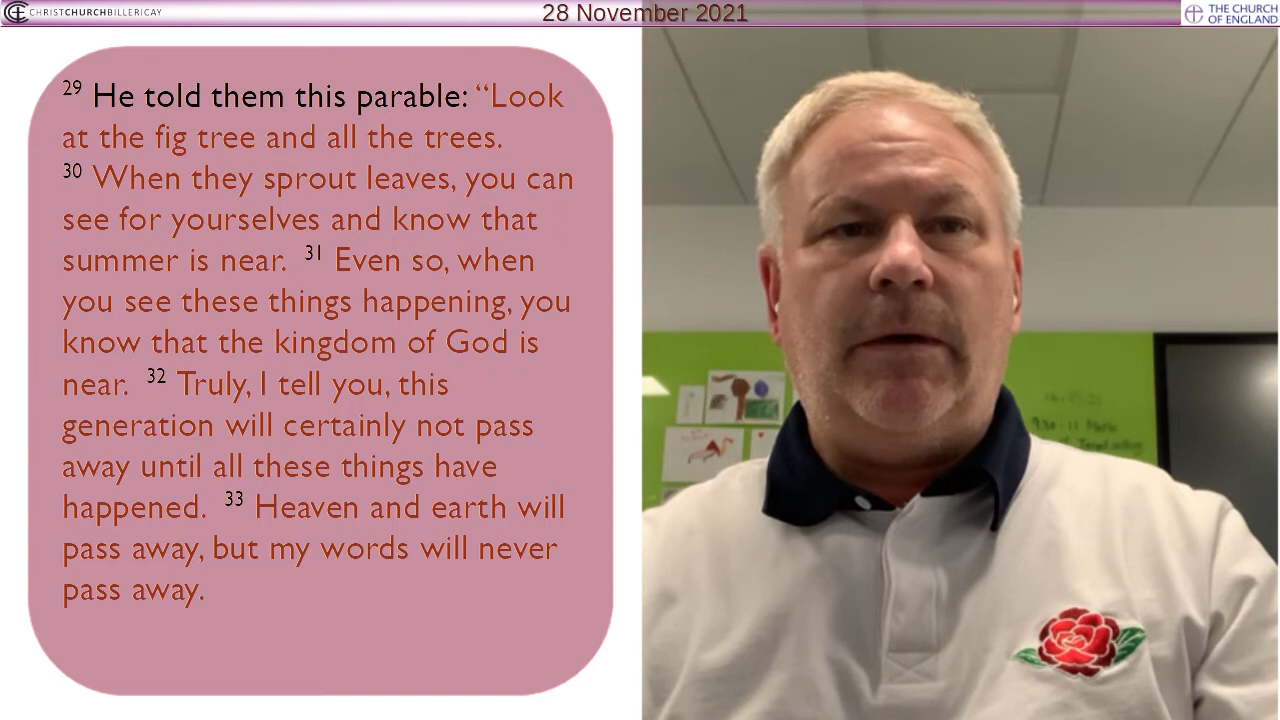 CHRISTCHURCHBILLERICAY
28 November 2021
THE CHURCH
OF ENGLAND
29 He told them this parable: “Look
at the fig tree and all the trees.
30 When they sprout leaves, you can
see for yourselves and know that
summer is near. 31 Even so, when
you see these things happening, you
know that the kingdom of God is
near. 32 Truly, I tell you, this
generation will certainly not pass
away until all these things have
happened. 33 Heaven and earth will
pass away, but my words will never
pass away.
9.30 - 11 Maths